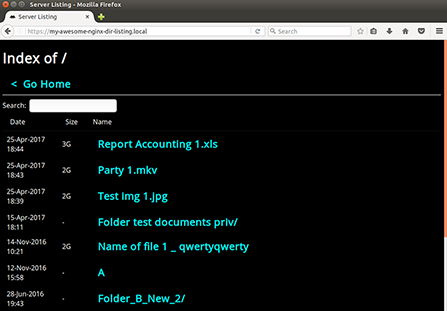 Server Listing - Mozilla Firefox
Server Listing
https://my-awesome-nginx-dir-listing.local
Search
Index of /
< Go Home
Search:
Date Size Name
25-Apr-2017 18:44 3G Report Accounting 1.xls
25-Apr-2017 18:43 2G Party 1.mkv
25-Apr-2017 18:39 2G Test img 1.jpg
15-Apr-2017 18:11 - Folder test documents priv/
14-Nov-2016 10:21 2G Name of file 1 _ qwertyqwerty
12-Nov-2016 15:58 - A
28-Jun-2016 19:43 - Folder_B_New_2/